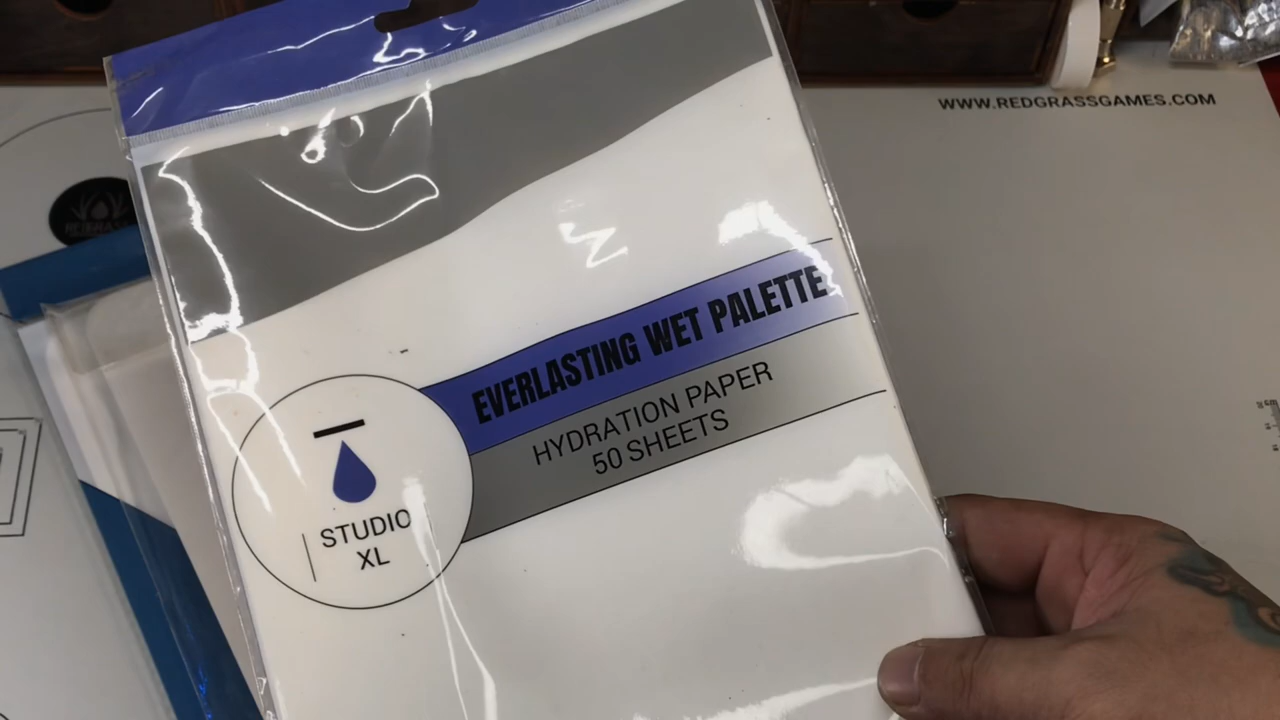 WWW.REDGRASSGAMES.COM
EVERLASTING WET PALETTE
HYDRATION PAPER
50 SHEETS
STUDIO
XL